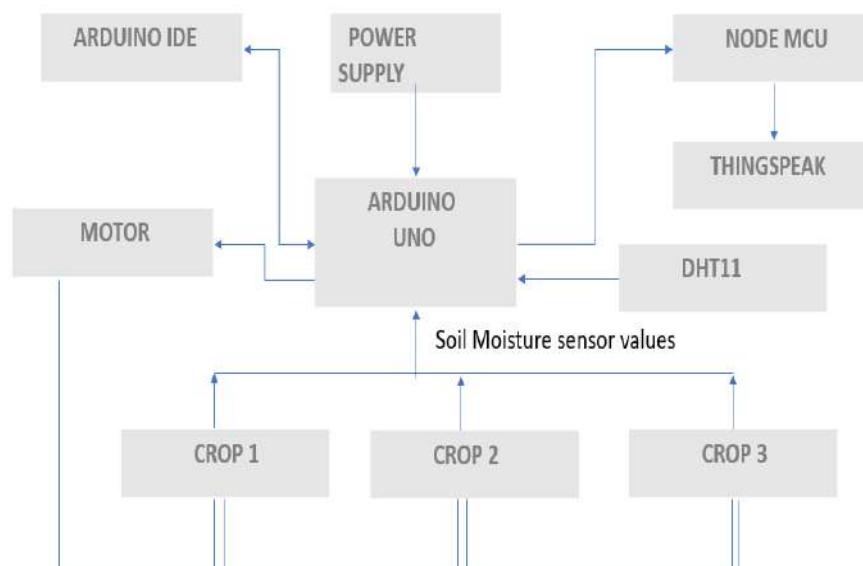 ARDUINO IDE
POWER
SUPPLY
NODE MCU
THINGSPEAK
ARDUINO
UNO
MOTOR
DHT11
Soil Moisture sensor values
CROP 1
CROP 2
CROP 3